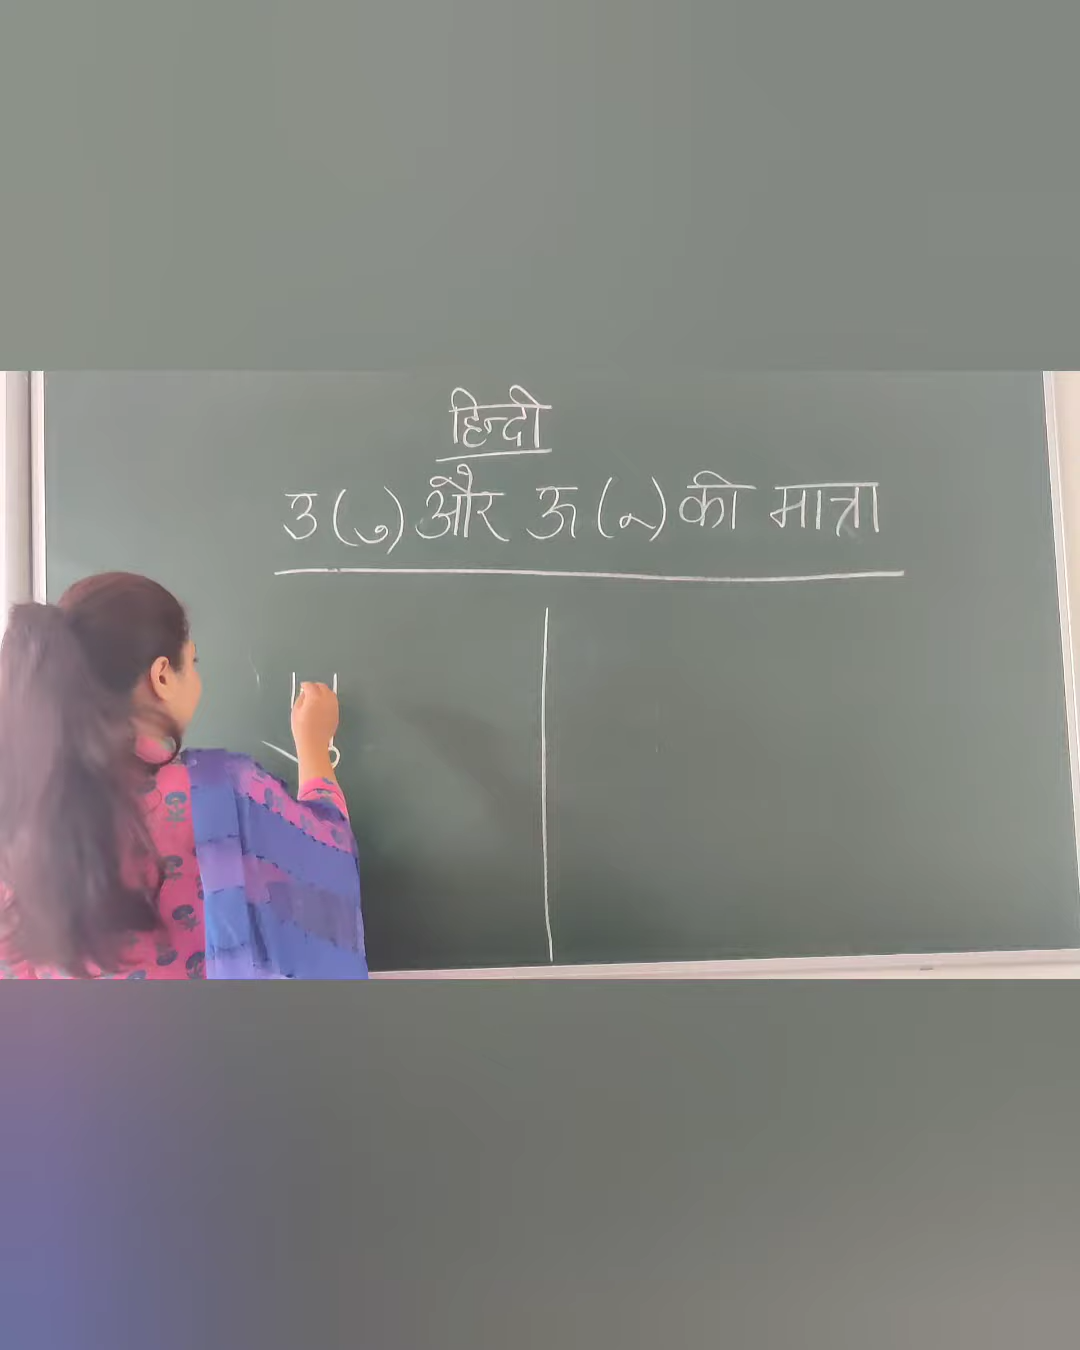 हिन्दी
उ (ु) और ऊ (ू) की मात्रा